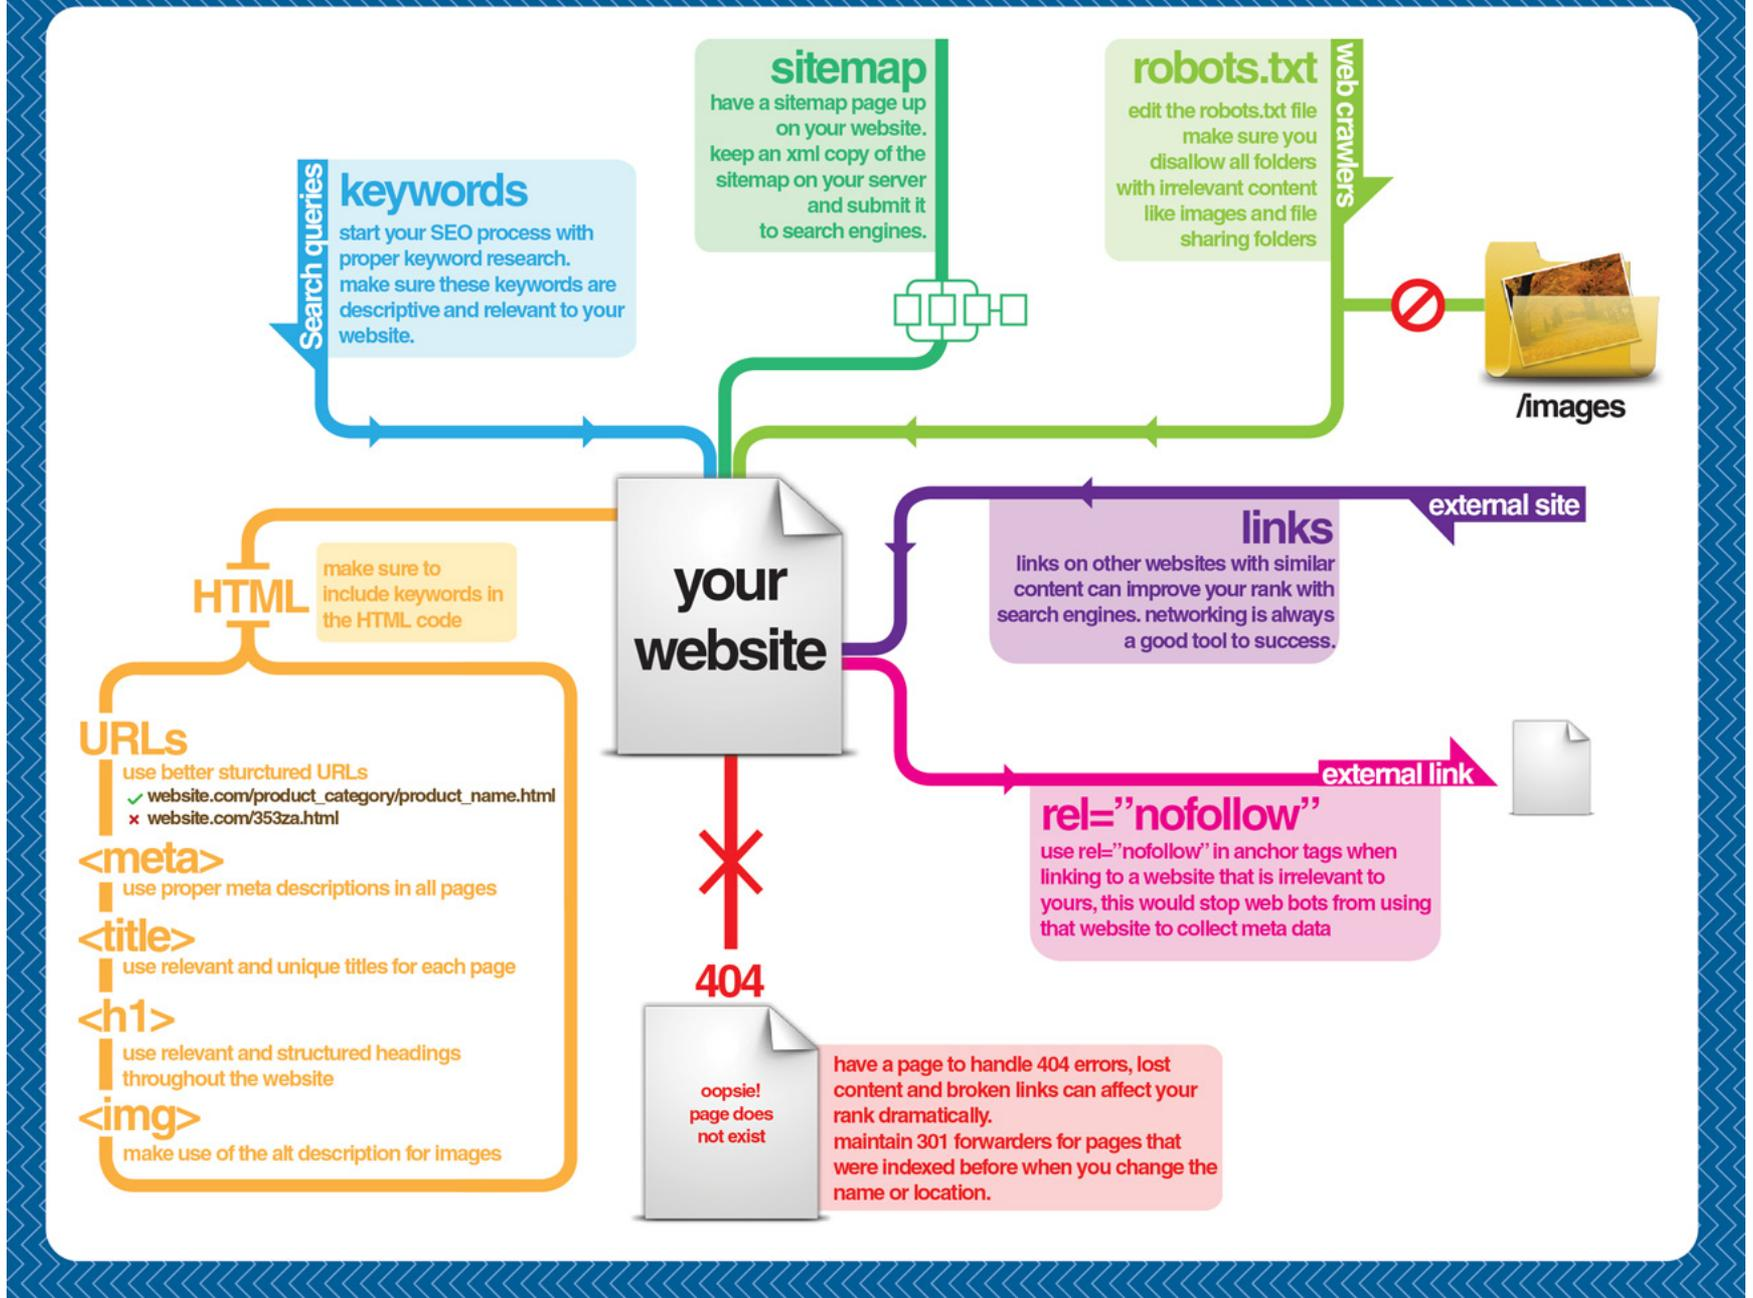 sitemap
have a sitemap page up
on your website.
keep an xml copy of the
sitemap on your server
and submit it
to search engines.
robots.txt
edit the robots.txt file
make sure you
disallow all folders
with irrelevant content
like images and file
sharing folders
web crawlers
Search queries
keywords
start your SEO process with
proper keyword research.
make sure these keywords are
descriptive and relevant to your
website.
/images
your
website
external site
links
links on other websites with similar
content can improve your rank with
search engines. networking is always
a good tool to success.
HTML
make sure to
include keywords in
the HTML code
URLs
use better sturctured URLs
website.com/product_category/product_name.html
website.com/353za.html
<meta>
use proper meta descriptions in all pages
<title>
use relevant and unique titles for each page
<h1>
use relevant and structured headings
throughout the website
<img>
make use of the alt description for images
external link
rel=”nofollow”
use rel=”nofollow” in anchor tags when
linking to a website that is irrelevant to
yours, this would stop web bots from using
that website to collect meta data
404
oopsie!
page does
not exist
have a page to handle 404 errors, lost
content and broken links can affect your
rank dramatically.
maintain 301 forwarders for pages that
were indexed before when you change the
name or location.